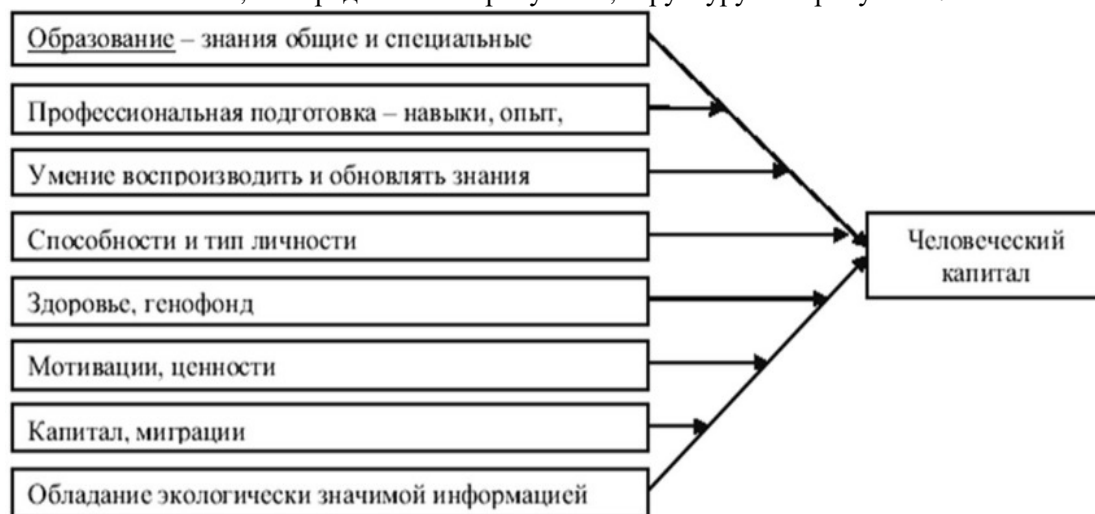 Образование – знания общие и специальные
Профессиональная подготовка – навыки, опыт,
Умение воспроизводить и обновлять знания
Способности и тип личности
Здоровье, генофонд
Мотивации, ценности
Капитал, миграции
Обладание экологически значимой информацией
Человеческий
капитал